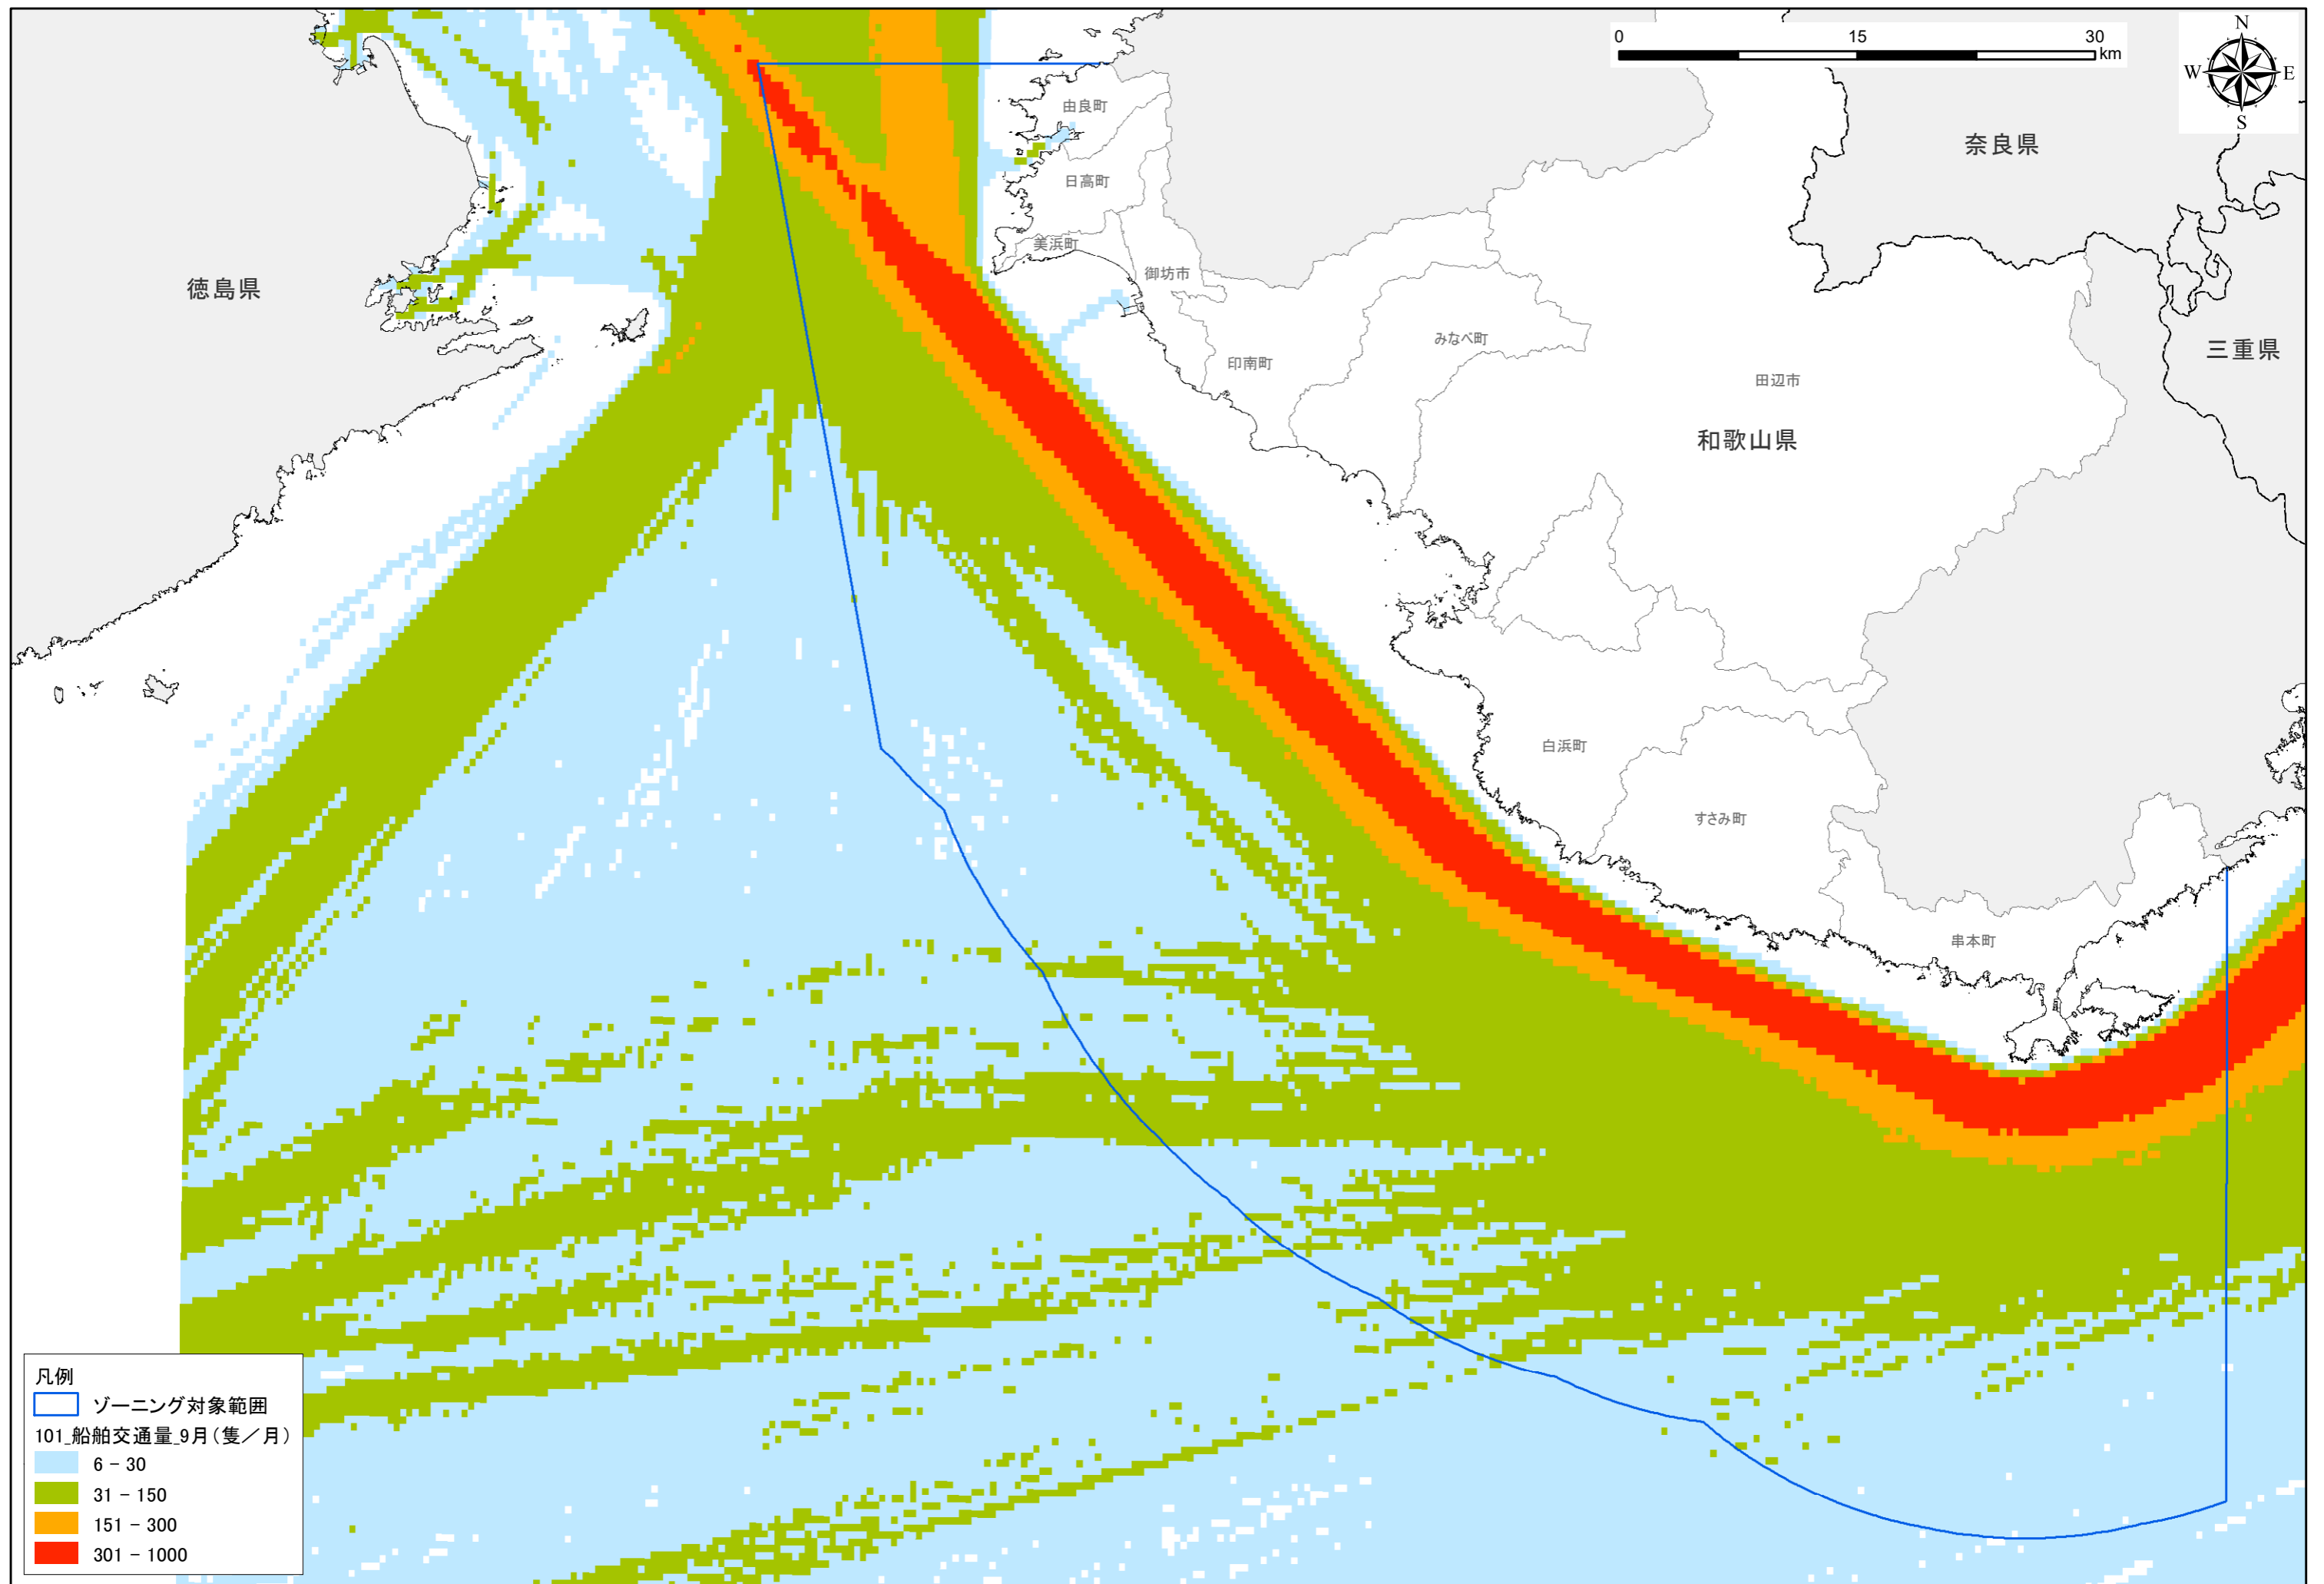 0 15 30
km
N
W E
S
奈良県
由良町
日高町
美浜町
御坊市
徳島県
みなべ町
印南町
三重県
田辺市
和歌山県
白浜町
すさみ町
串本町
凡例
ゾーニング対象範囲
101_船舶交通量_9月(隻/月)
6 - 30
31 - 150
151 - 300
301 - 1000